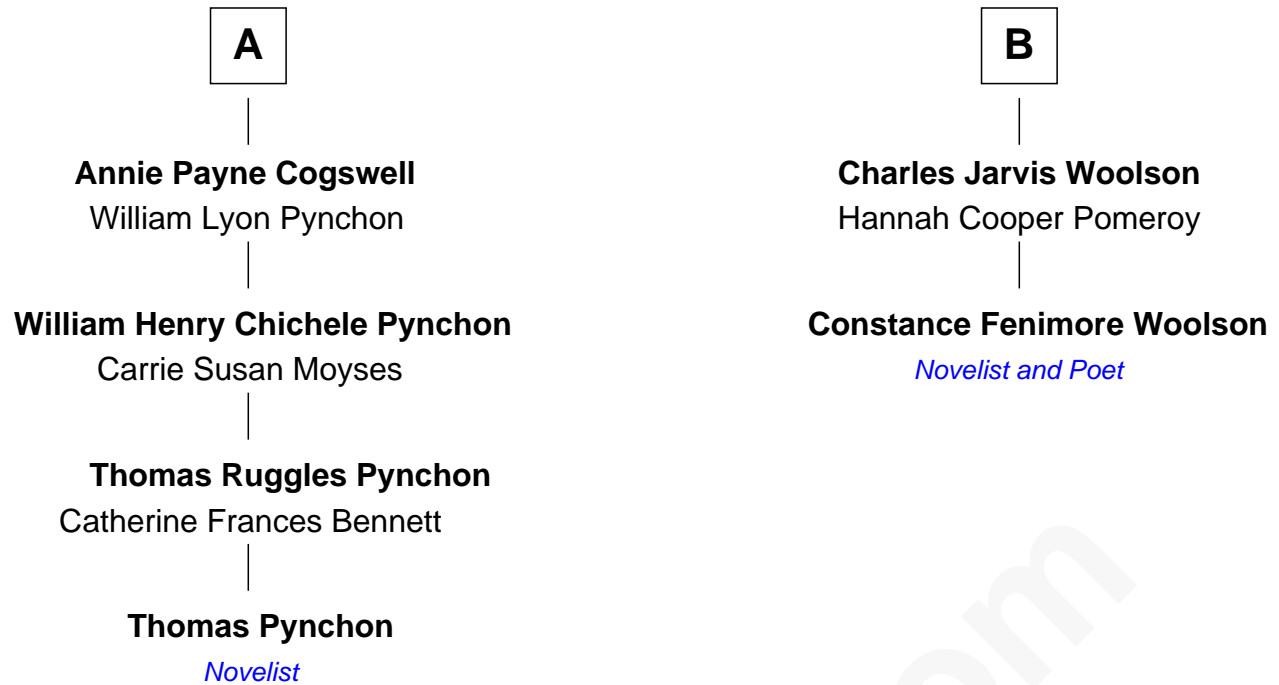 A
Annie Payne Cogswell
William Lyon Pynchon
William Henry Chichele Pynchon
Carrie Susan Moyses
Thomas Ruggles Pynchon
Catherine Frances Bennett
Thomas Pynchon
Novelist
B
Charles Jarvis Woolson
Hannah Cooper Pomeroy
Constance Fenimore Woolson
Novelist and Poet
om